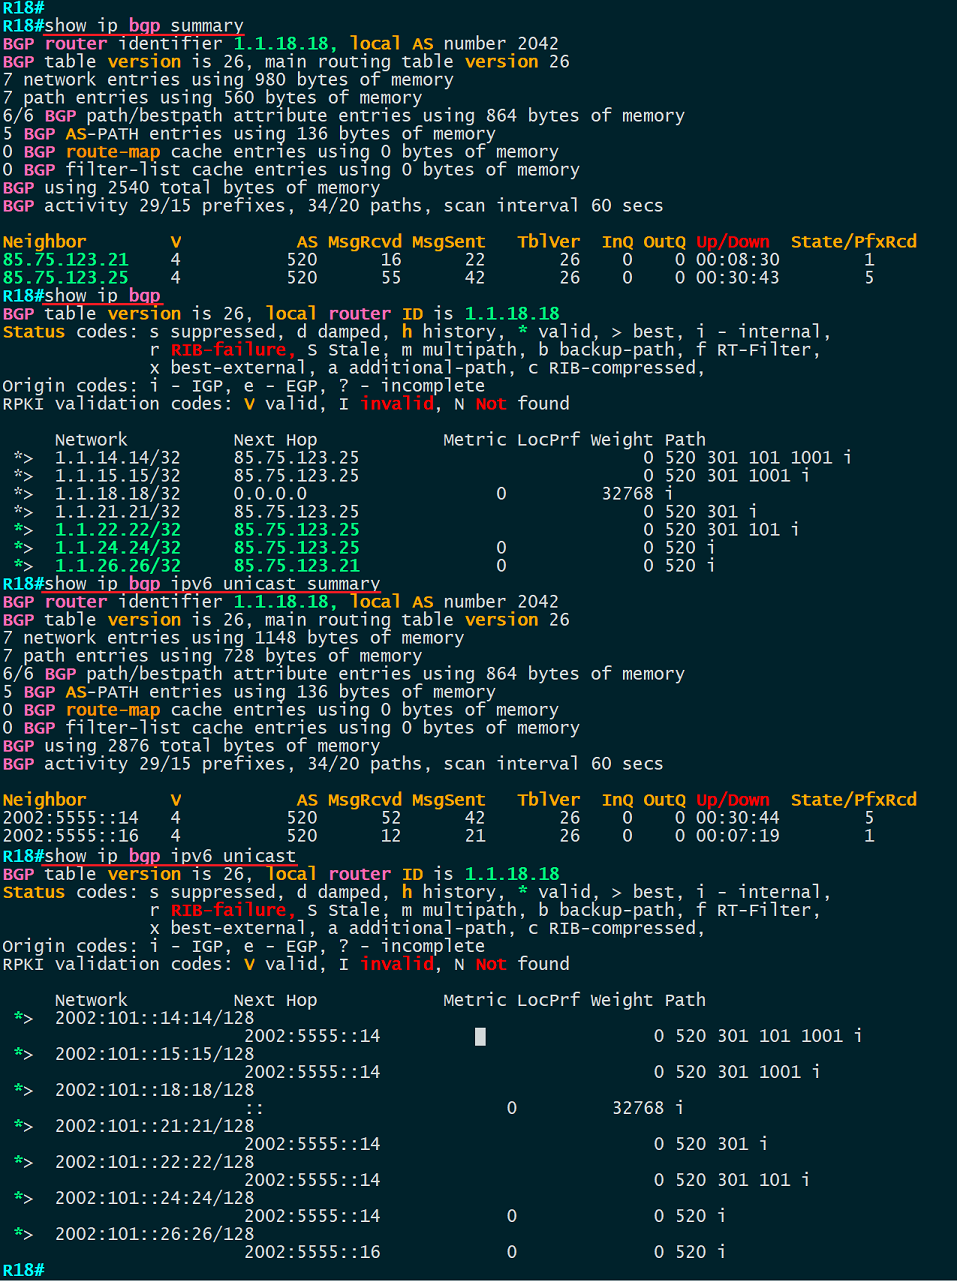 R18#
R18#show ip bgp summary
BGP router identifier 1.1.18.18, local AS number 2042
BGP table version is 26, main routing table version 26
7 network entries using 980 bytes of memory
7 path entries using 560 bytes of memory
6/6 BGP path/bestpath attribute entries using 864 bytes of memory
5 BGP AS-PATH entries using 136 bytes of memory
0 BGP route-map cache entries using 0 bytes of memory
0 BGP filter-list cache entries using 0 bytes of memory
BGP using 2540 total bytes of memory
BGP activity 29/15 prefixes, 34/20 paths, scan interval 60 secs

Neighbor        V           AS MsgRcvd MsgSent   TblVer  InQ OutQ Up/Down  State/PfxRcd
85.75.123.21    4          520      16      22       26    0    0 00:08:30        1
85.75.123.25    4          520      55      42       26    0    0 00:30:43        5
R18#show ip bgp
BGP table version is 26, local router ID is 1.1.18.18
Status codes: s suppressed, d damped, h history, * valid, > best, i - internal,
              r RIB-failure, S Stale, m multipath, b backup-path, f RT-Filter,
              x best-external, a additional-path, c RIB-compressed,
Origin codes: i - IGP, e - EGP, ? - incomplete
RPKI validation codes: V valid, I invalid, N Not found

     Network          Next Hop            Metric LocPrf Weight Path
 *>  1.1.14.14/32     85.75.123.25                           0 520 301 101 1001 i
 *>  1.1.15.15/32     85.75.123.25                           0 520 301 1001 i
 *>  1.1.18.18/32     0.0.0.0                  0         32768 i
 *>  1.1.21.21/32     85.75.123.25                           0 520 301 i
 *>  1.1.22.22/32     85.75.123.25                           0 520 301 101 i
 *>  1.1.24.24/32     85.75.123.25             0             0 520 i
 *>  1.1.26.26/32     85.75.123.21             0             0 520 i
R18#show ip bgp ipv6 unicast summary
BGP router identifier 1.1.18.18, local AS number 2042
BGP table version is 26, main routing table version 26
7 network entries using 1148 bytes of memory
7 path entries using 728 bytes of memory
6/6 BGP path/bestpath attribute entries using 864 bytes of memory
5 BGP AS-PATH entries using 136 bytes of memory
0 BGP route-map cache entries using 0 bytes of memory
0 BGP filter-list cache entries using 0 bytes of memory
BGP using 2876 total bytes of memory
BGP activity 29/15 prefixes, 34/20 paths, scan interval 60 secs

Neighbor        V           AS MsgRcvd MsgSent   TblVer  InQ OutQ Up/Down  State/PfxRcd
2002:5555::14   4          520      52      42       26    0    0 00:30:44        5
2002:5555::16   4          520      12      21       26    0    0 00:07:19        1
R18#show ip bgp ipv6 unicast
BGP table version is 26, local router ID is 1.1.18.18
Status codes: s suppressed, d damped, h history, * valid, > best, i - internal,
              r RIB-failure, S Stale, m multipath, b backup-path, f RT-Filter,
              x best-external, a additional-path, c RIB-compressed,
Origin codes: i - IGP, e - EGP, ? - incomplete
RPKI validation codes: V valid, I invalid, N Not found

     Network          Next Hop            Metric LocPrf Weight Path
 *>  2002:101::14:14/128
                       2002:5555::14                          0 520 301 101 1001 i
 *>  2002:101::15:15/128
                       2002:5555::14                          0 520 301 1001 i
 *>  2002:101::18:18/128
                       ::                       0         32768 i
 *>  2002:101::21:21/128
                       2002:5555::14                          0 520 301 i
 *>  2002:101::22:22/128
                       2002:5555::14                          0 520 301 101 i
 *>  2002:101::24:24/128
                       2002:5555::14            0             0 520 i
 *>  2002:101::26:26/128
                       2002:5555::16            0             0 520 i
R18#